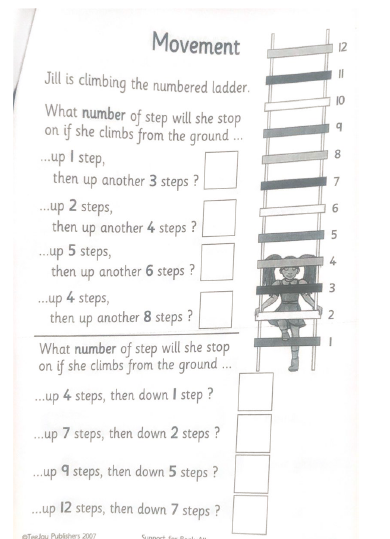 Movement
Jill is climbing the numbered ladder.
What number of step will she stop
on if she climbs from the ground ...
...up 1 step,
then up another 3 steps ?
...up 2 steps,
then up another 4 steps ?
...up 5 steps,
then up another 6 steps ?
...up 4 steps,
then up another 8 steps ?
12
11
10
9
8
7
6
5
4
3
2
1
What number of step will she stop
on if she climbs from the ground ...
...up 4 steps, then down 1 step ?
...up 7 steps, then down 2 steps ?
...up 9 steps, then down 5 steps ?
...up 12 steps, then down 7 steps ?
©TeeJay Publishers 2007
Support for